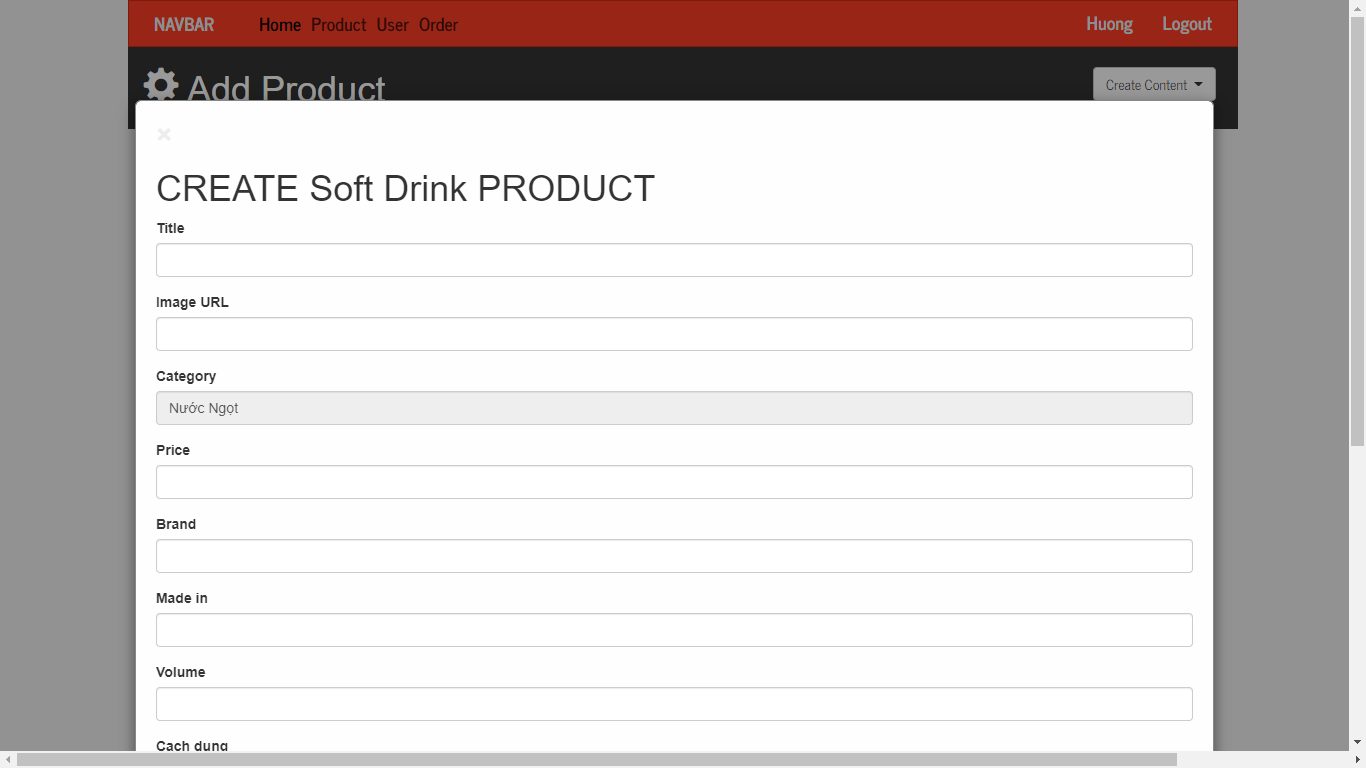 NAVBAR Home Product User Order Huong Logout
Add Product Create Content
CREATE Soft Drink PRODUCT
Title
Image URL
Category
Nước Ngọt
Price
Brand
Made in
Volume
Cach dung